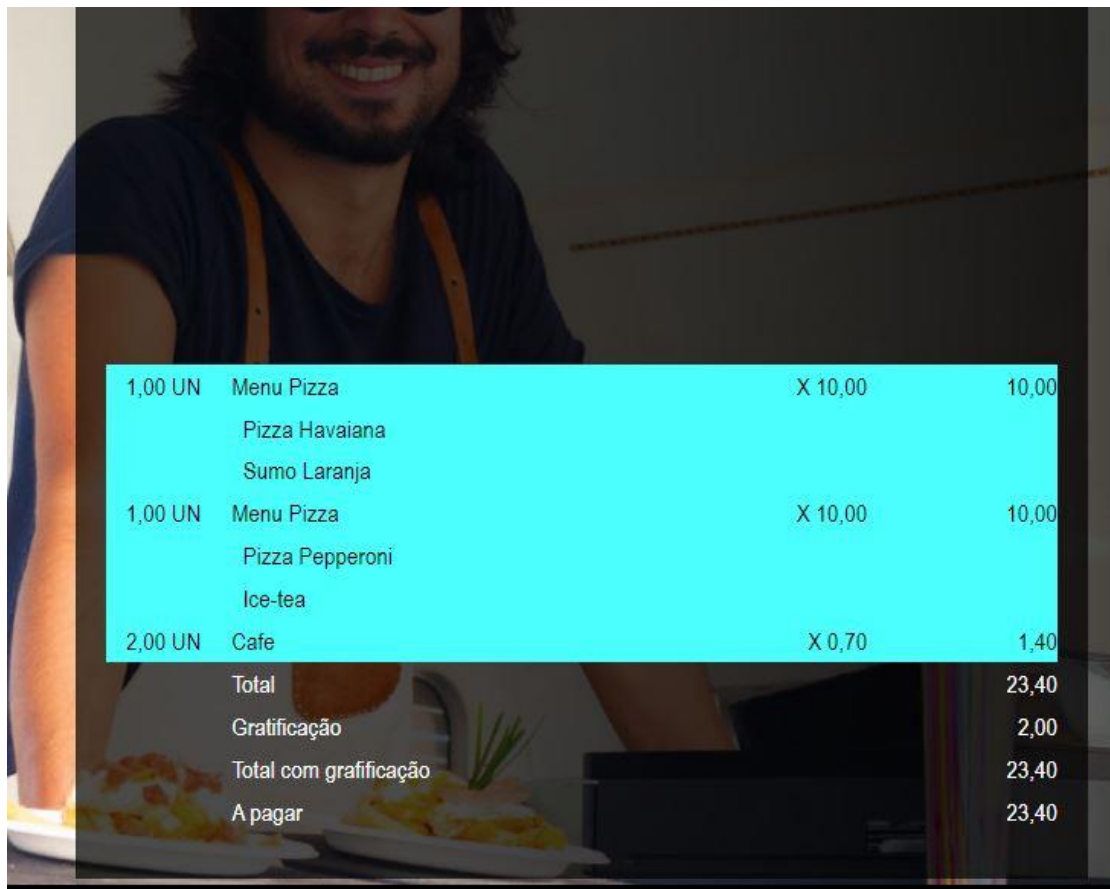 1,00 UN Menu Pizza X 10,00 10,00
Pizza Havaiana
Sumo Laranja
1,00 UN Menu Pizza X 10,00 10,00
Pizza Pepperoni
Ice-tea
2,00 UN Cafe X 0,70 1,40
Total 23,40
Gratificação 2,00
Total com grafificação 23,40
A pagar 23,40